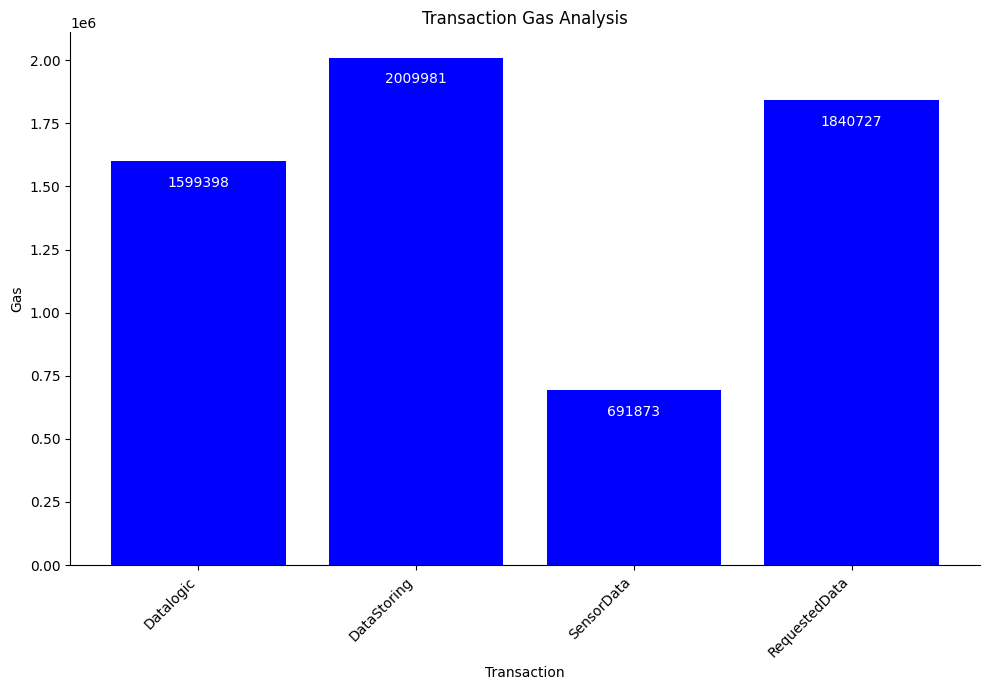 Transaction Gas Analysis
1e6
2.00
1.75
1.50
1.25
1.00
0.75
0.50
0.25
0.00
Gas
1599398
2009981
691873
1840727
Datalogic
DataStoring
SensorData
RequestedData
Transaction